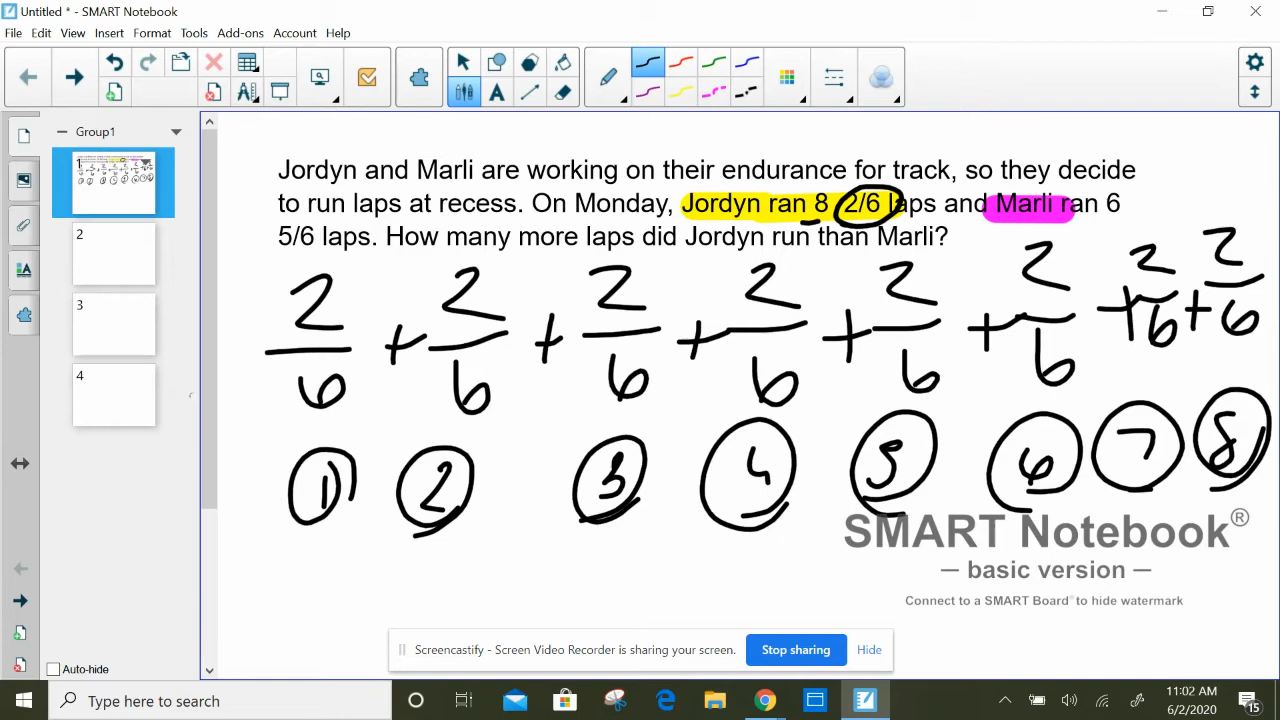 Untitled * - SMART Notebook
File Edit View Insert Format Tools Add-ons Account Help
Group1
1
2
3
4
Auto-hide
Jordyn and Marli are working on their endurance for track, so they decide
to run laps at recess. On Monday, Jordyn ran 8 2/6 laps and Marli ran 6
5/6 laps. How many more laps did Jordyn run than Marli?
2/6 + 2/6 + 2/6 + 2/6 + 2/6 + 2/6 + 2/6 + 2/6
1 2 3 4 5 6 7 8
SMART Notebook®
— basic version —
Connect to a SMART Board® to hide watermark
Screencastify - Screen Video Recorder is sharing your screen. Stop sharing Hide
Type here to search
11:02 AM
6/2/2020
15